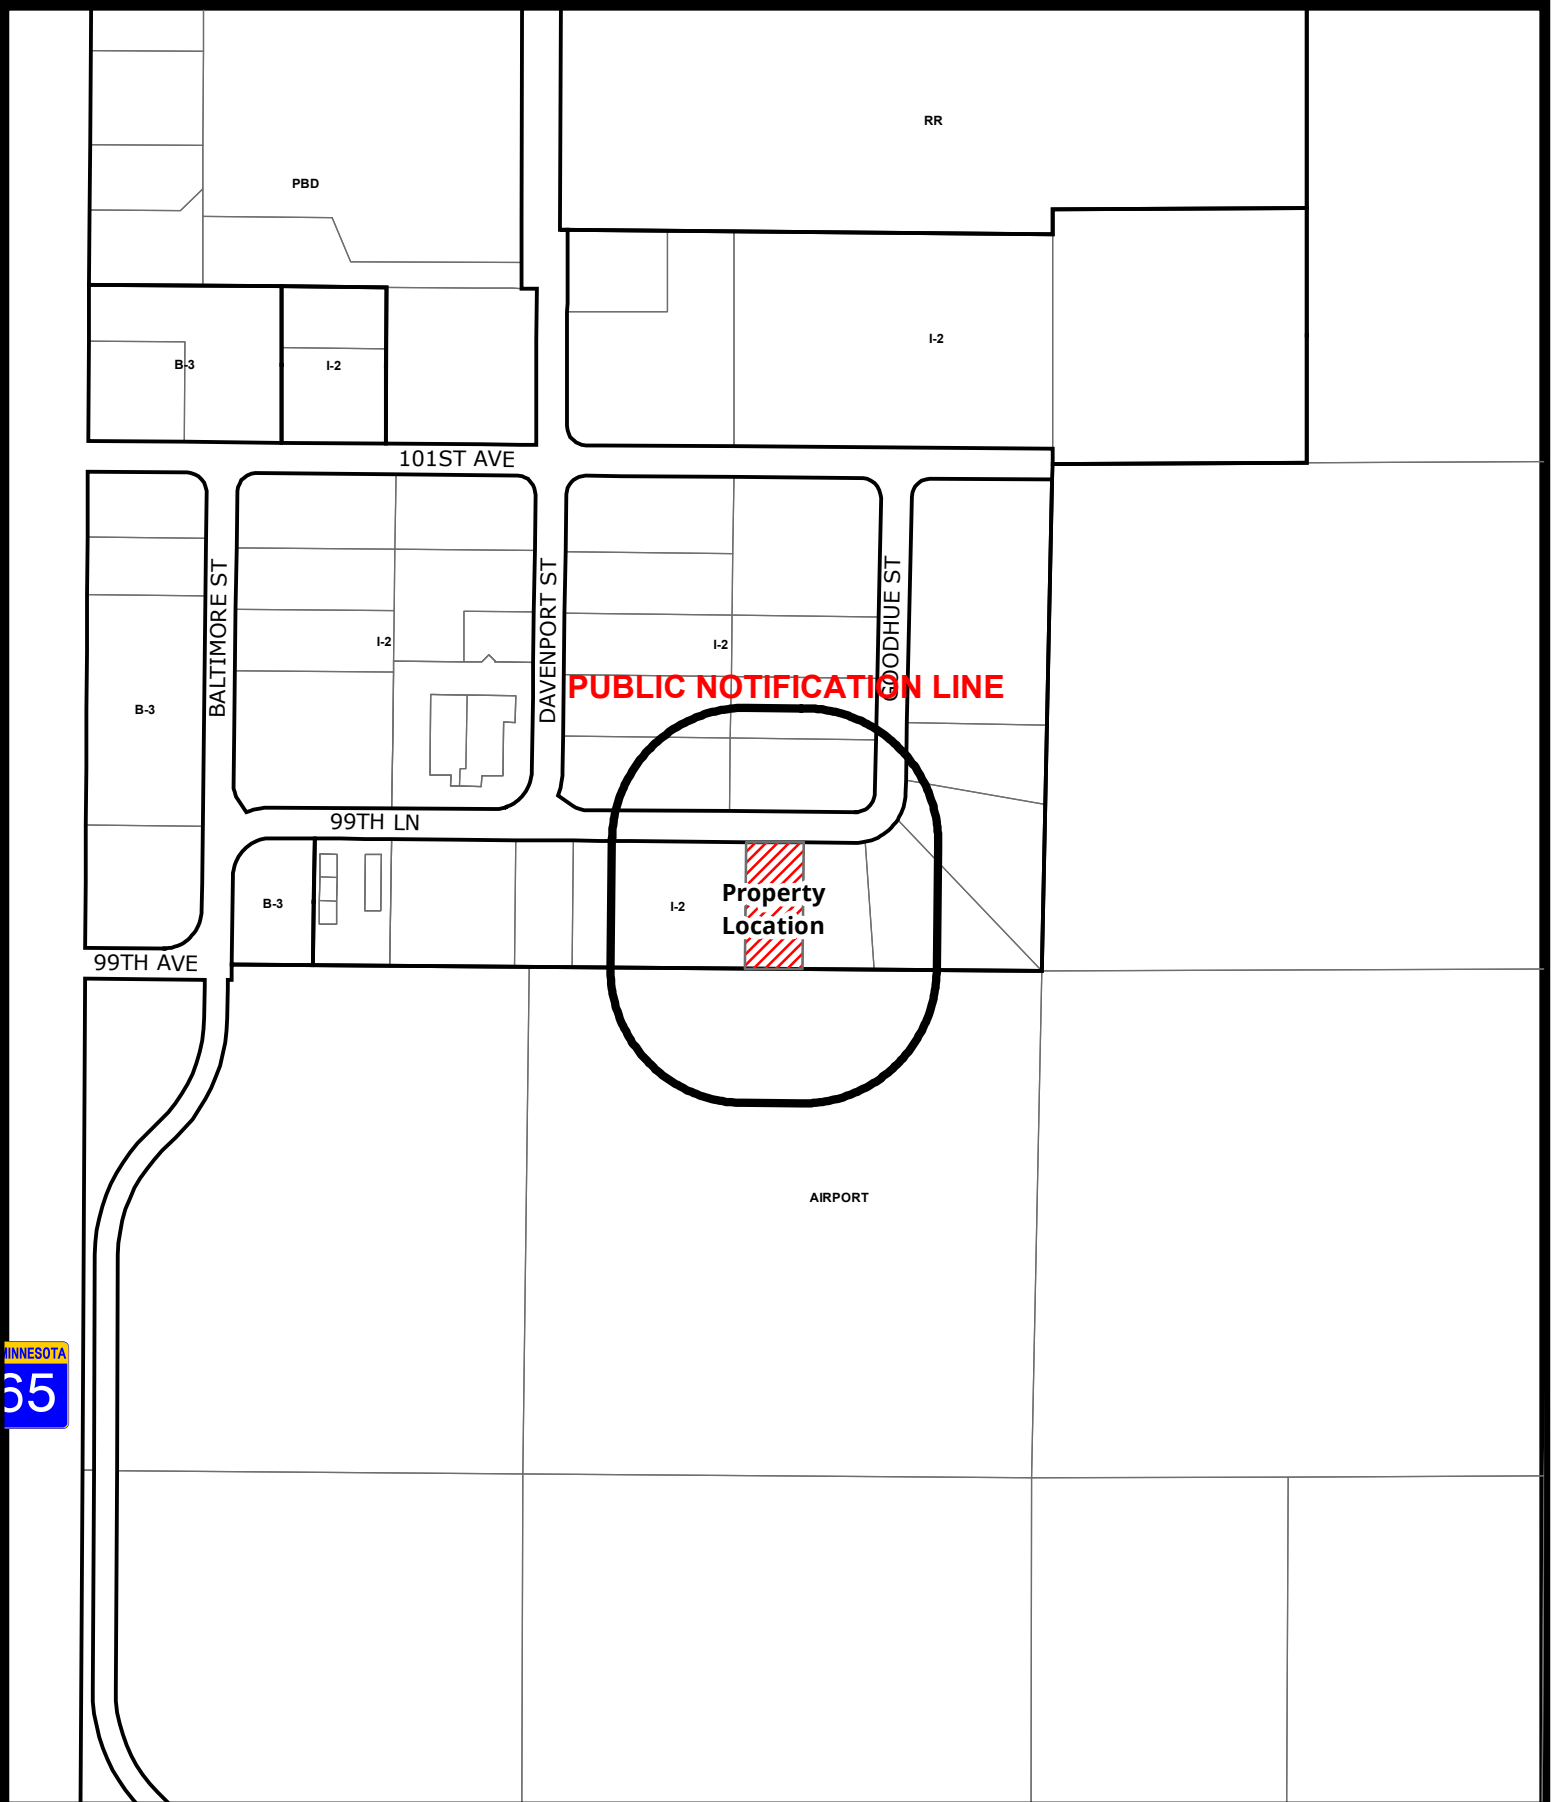 RR
PBD
I-2
B-3
I-2
101ST AVE
BALTIMORE ST
DAVENPORT ST
GOODHUE ST
I-2
I-2
PUBLIC NOTIFICATION LINE
B-3
99TH LN
Property
Location
B-3
I-2
99TH AVE
AIRPORT
MINNESOTA
65